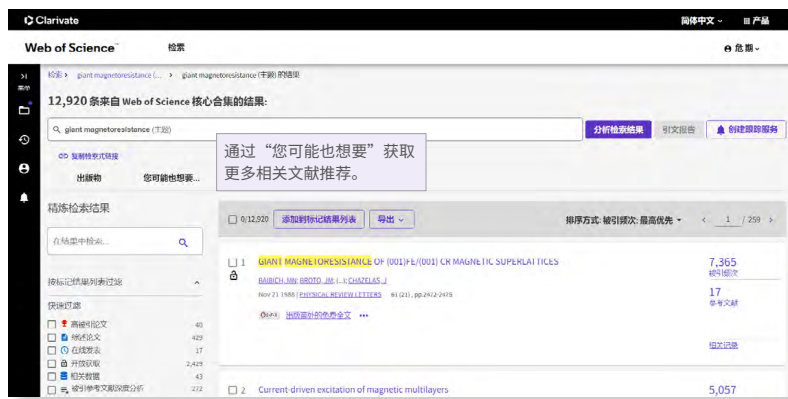 Clarivate
简体中文
产品
Web of Science™
检索
危 期
菜单
检索 > giant magnetoresistance (... > giant magnetoresistance (主题) 的结果
12,920 条来自 Web of Science 核心合集的结果:
giant magnetoresistance (主题)
分析检索结果
引文报告
创建跟踪服务
复制检索式链接
通过“您可能也想要”获取
更多相关文献推荐。
出版物
您可能也想要...
精炼检索结果
0/12,920
添加到标记结果列表
导出
排序方式: 被引频次: 最高优先
< 1 / 259 >
在结果中检索...
1 GIANT MAGNETORESISTANCE OF (001)FE/(001) CR MAGNETIC SUPERLATTICES
7,365
被引频次
BAIBICH, MN; BROTO, JM; (...); CHAZELAS, J
Nov 21 1988 | PHYSICAL REVIEW LETTERS 61 (21) , pp.2472-2475
17
参考文献
按标记结果列表过滤
快速过滤
出版商处的免费全文 •••
高被引论文 40
综述论文 429
在线发表 17
开放获取 2,429
相关数据 43
被引参考文献深度分析 272
相关记录
2 Current-driven excitation of magnetic multilayers
5,057